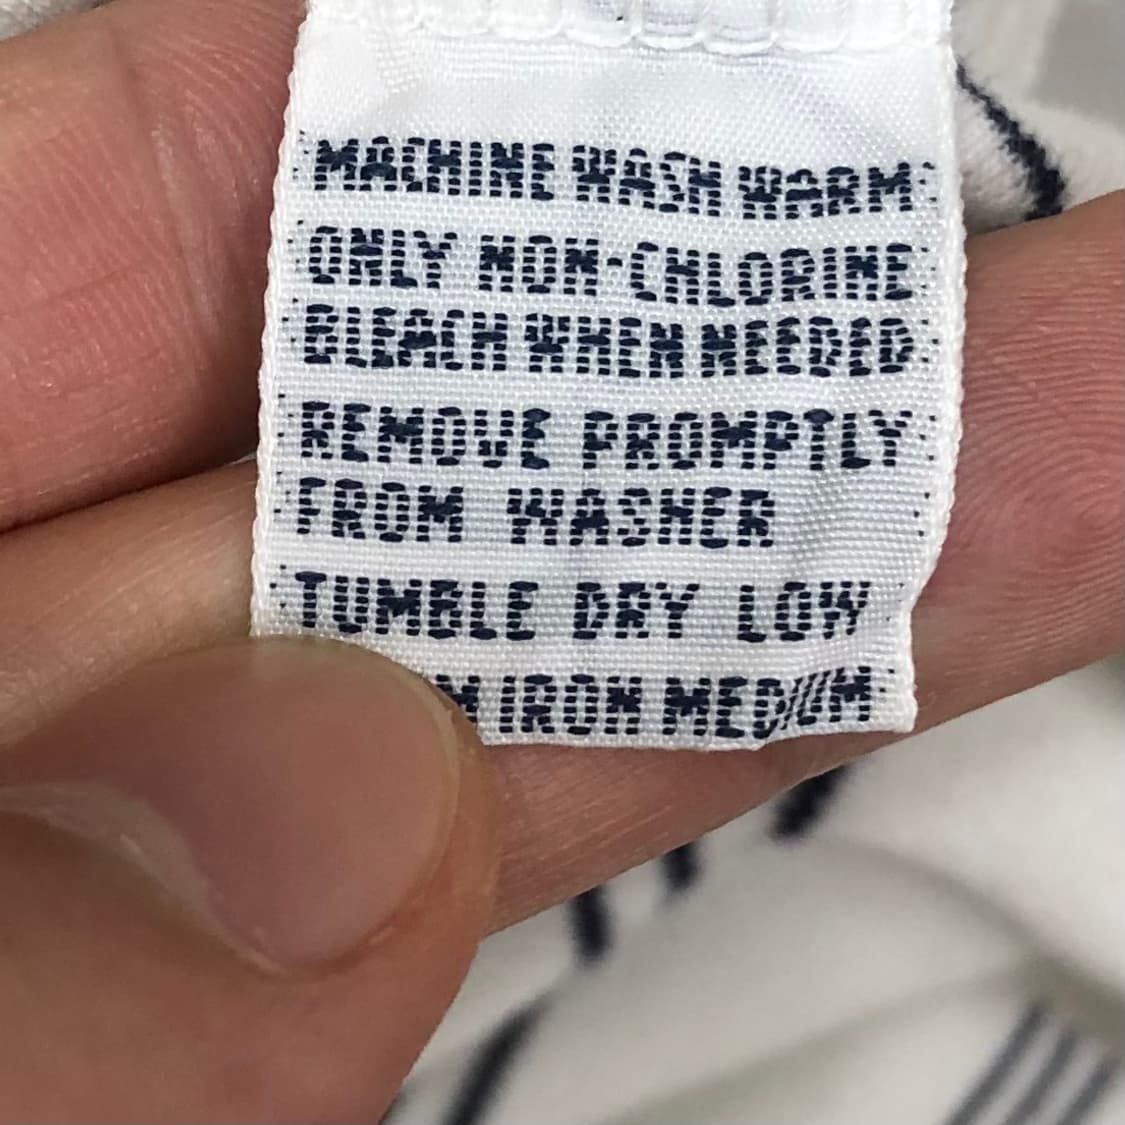 MACHINE WASH WARM
ONLY NON-CHLORINE
BLEACH WHEN NEEDED
REMOVE PROMPTLY
FROM WASHER
TUMBLE DRY LOW
IRON MEDIUM